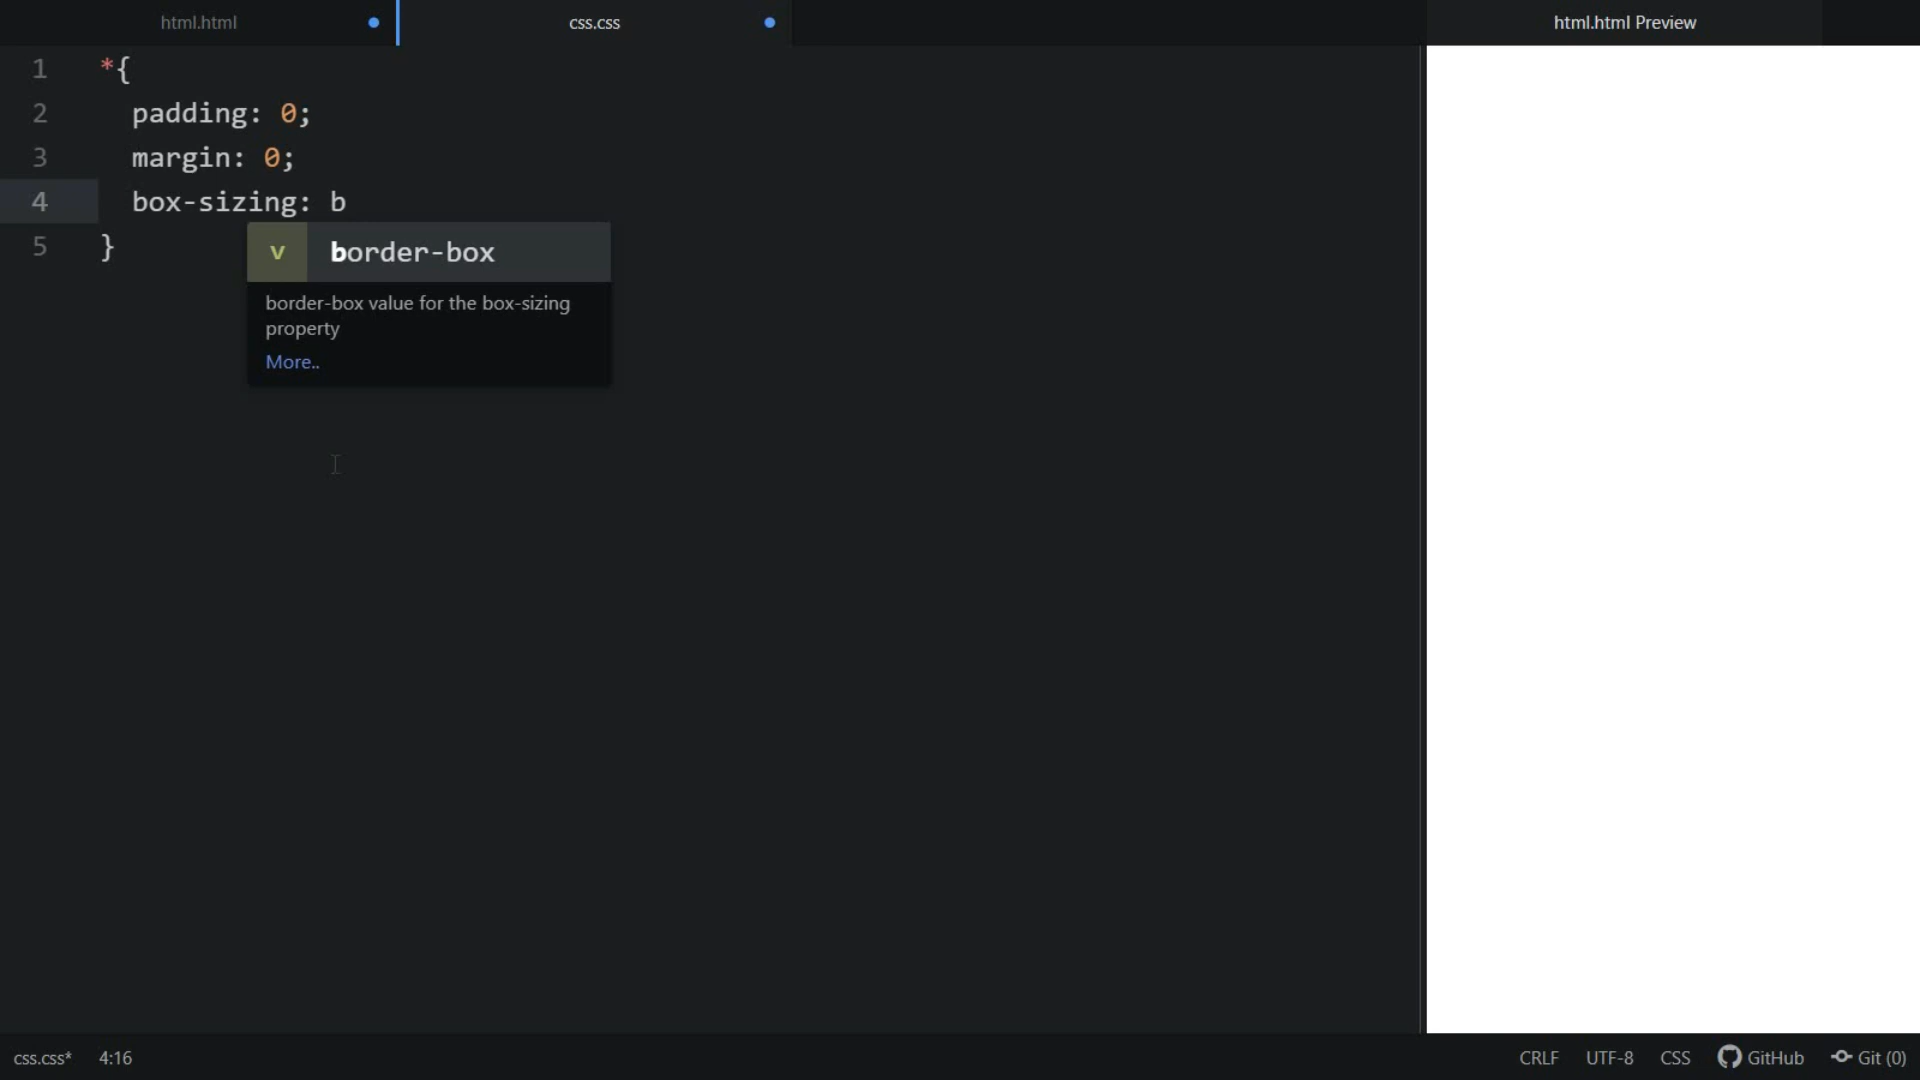 html.html
css.css
html.html Preview
1 *{
2 padding: 0;
3 margin: 0;
4 box-sizing: b
5 }
v border-box
border-box value for the box-sizing
property
More..
css.css* 4:16
CRLF UTF-8 CSS GitHub Git (0)